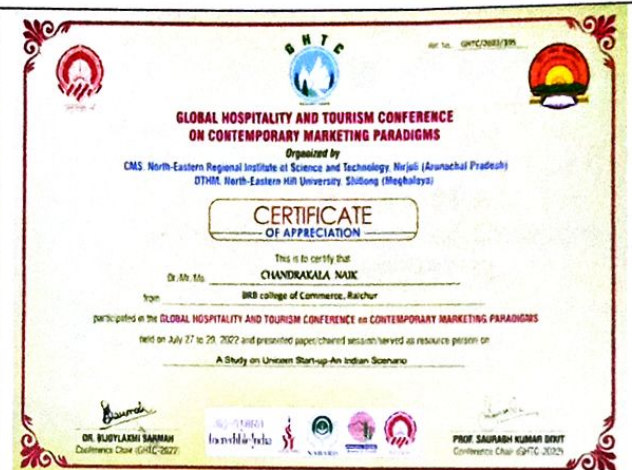 GHTC
GLOBAL HOSPITALITY AND TOURISM CONFERENCE
ON CONTEMPORARY MARKETING PARADIGMS
Organized by
CMS, North-Eastern Regional Institute of Science and Technology, Nirjuli (Arunachal Pradesh)
DTHM, North-Eastern Hill University, Shillong (Meghalaya)
CERTIFICATE
OF APPRECIATION
This is to certify that
Dr./Mr./Ms. CHANDRAKALA NAIK
from BRB college of Commerce, Raichur
participated in the GLOBAL HOSPITALITY AND TOURISM CONFERENCE on CONTEMPORARY MARKETING PARADIGMS
held on July 27 to 29, 2022 and presented paper/chaired session/served as resource person on
A Study on Unicorn Start-up-An Indian Scenario
Incredible India
NABARD
DR. BIJOYLAXMI SARMAH
Conference Chair (GHTC-2022)
PROF. SAURABH KUMAR DIXIT
Conference Chair (GHTC-2022)